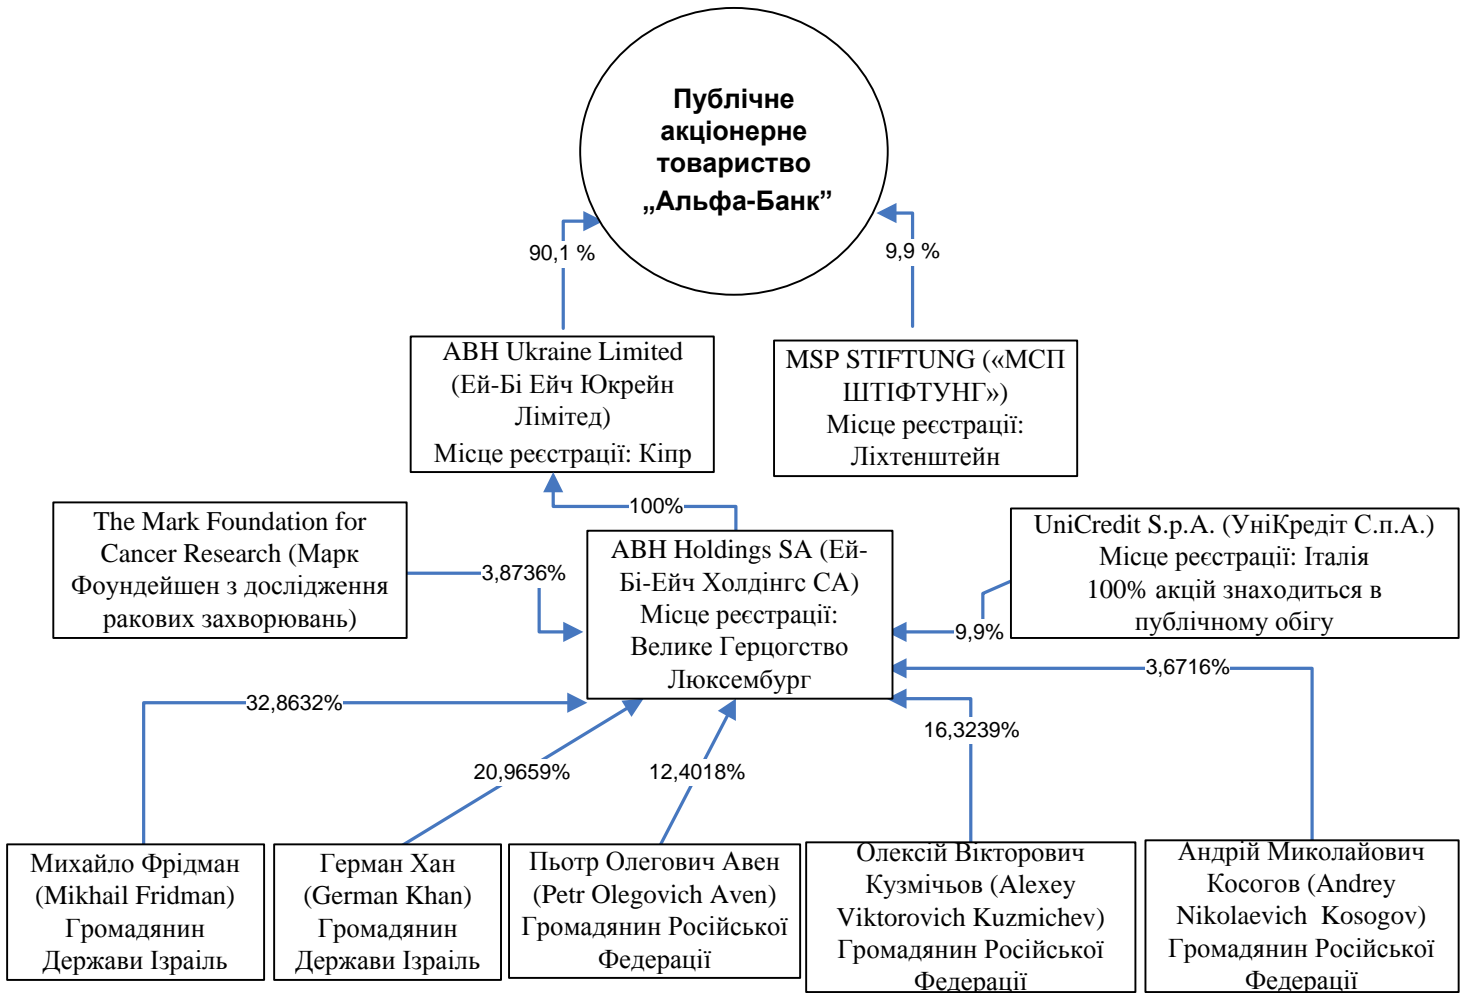 Публічне
акціонерне
товариство
„Альфа-Банк”
90,1 %
9,9 %
ABH Ukraine Limited
(Ей-Бі Ейч Юкрейн
Лімітед)
Місце реєстрації: Кіпр
MSP STIFTUNG («МСП
ШТІФТУНГ»)
Місце реєстрації:
Ліхтенштейн
100%
The Mark Foundation for
Cancer Research (Марк
Фоундейшен з дослідження
ракових захворювань)
3,8736%
ABH Holdings SA (Ей-
Бі-Ейч Холдінгс СА)
Місце реєстрації:
Велике Герцогство
Люксембург
UniCredit S.p.A. (УніКредіт С.п.А.)
Місце реєстрації: Італія
100% акцій знаходиться в
публічному обігу
9,9%
3,6716%
32,8632%
16,3239%
20,9659%
12,4018%
Михайло Фрідман
(Mikhail Fridman)
Громадянин
Держави Ізраіль
Герман Хан
(German Khan)
Громадянин
Держави Ізраіль
Пьотр Олегович Авен
(Petr Olegovich Aven)
Громадянин Російської
Федерації
Олексій Вікторович
Кузмічьов (Alexey
Viktorovich Kuzmichev)
Громадянин Російської
Федерації
Андрій Миколайович
Косогов (Andrey
Nikolaevich Kosogov)
Громадянин Російської
Федерації